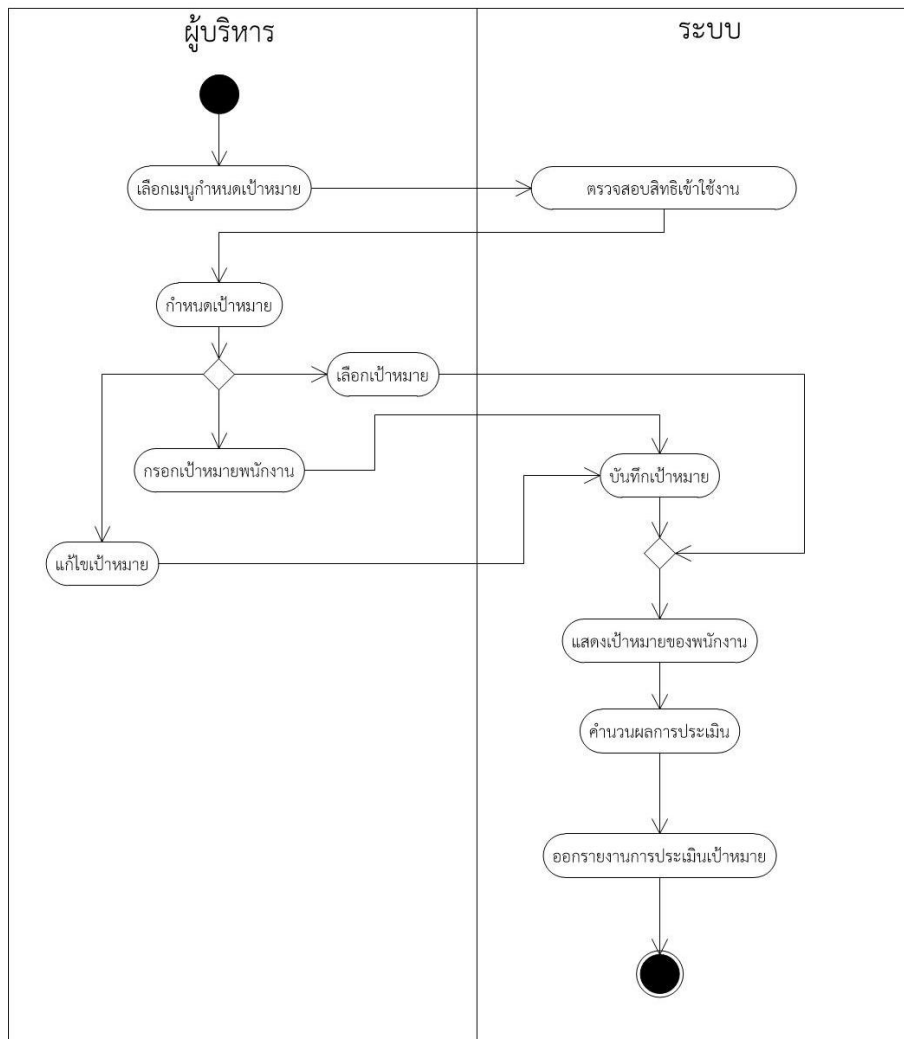 ผู้บริหาร
ระบบ
เลือกเมนูกำหนดเป้าหมาย
ตรวจสอบสิทธิเข้าใช้งาน
กำหนดเป้าหมาย
เลือกเป้าหมาย
กรอกเป้าหมายพนักงาน
บันทึกเป้าหมาย
แก้ไขเป้าหมาย
แสดงเป้าหมายของพนักงาน
คำนวนผลการประเมิน
ออกรายงานการประเมินเป้าหมาย